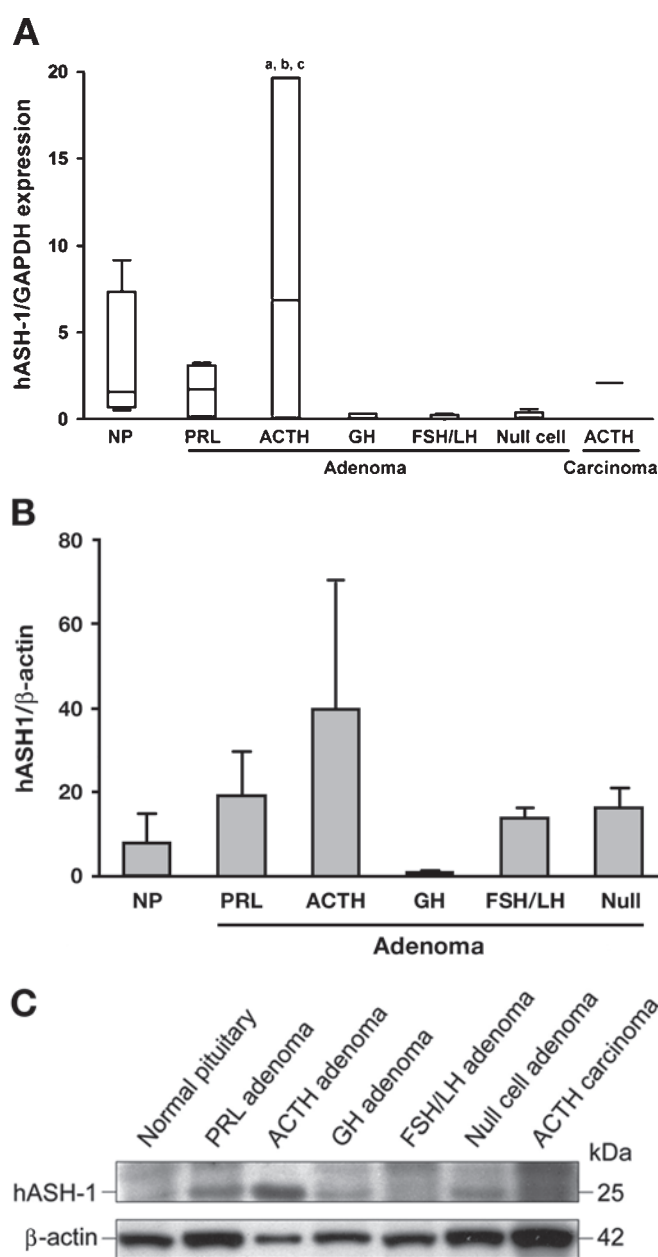 A
hASH-1/GAPDH expression
20
15
10
5
0
a, b, c
NP PRL ACTH GH FSH/LH Null cell ACTH
Adenoma Carcinoma
B
hASH1/β-actin
80
60
40
20
0
NP PRL ACTH GH FSH/LH Null
Adenoma
C
Normal pituitary
PRL adenoma
ACTH adenoma
GH adenoma
FSH/LH adenoma
Null cell adenoma
ACTH carcinoma
kDa
hASH-1 25
β-actin 42